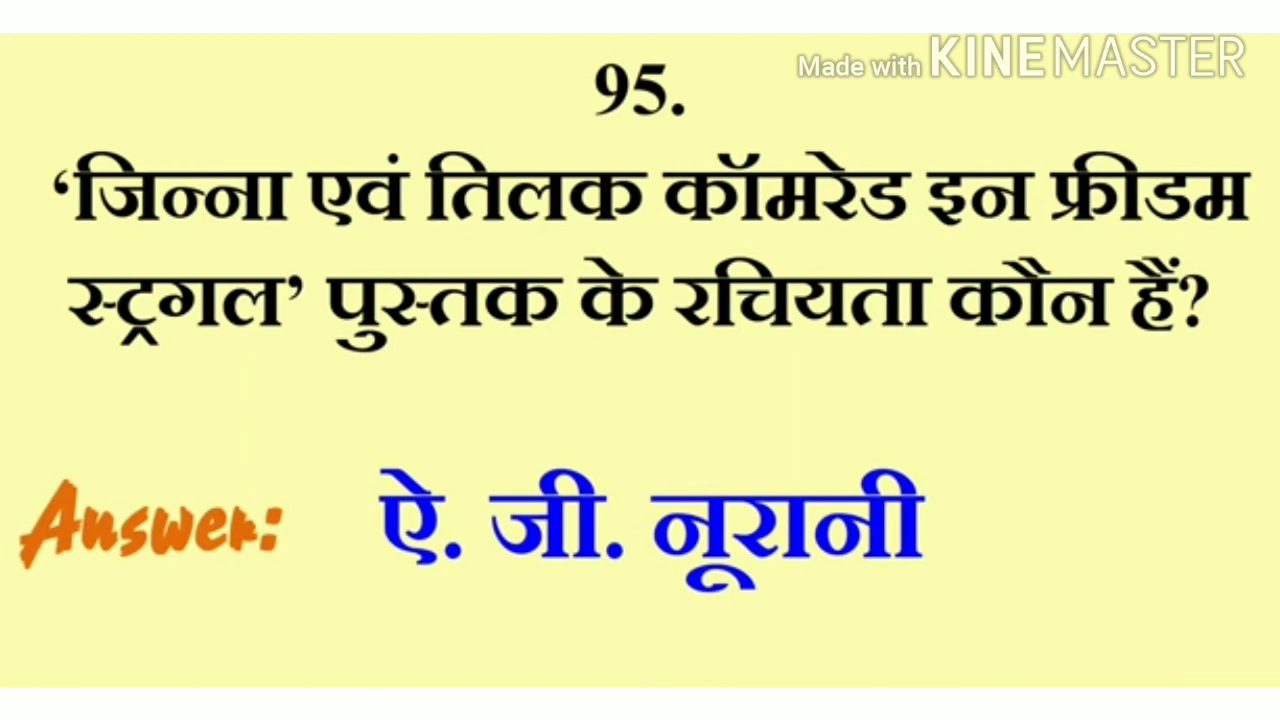 Made with KINEMASTER
95.
‘जिन्ना एवं तिलक कॉमरेड इन फ्रीडम
स्ट्रगल’ पुस्तक के रचियता कौन हैं?
Answer: ऐ. जी. नूरानी